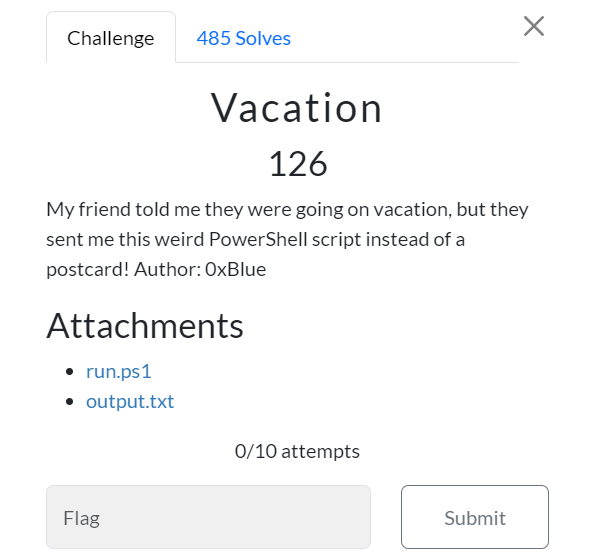 Challenge
485 Solves
Vacation
126
My friend told me they were going on vacation, but they
sent me this weird PowerShell script instead of a
postcard! Author: 0xBlue
Attachments
run.ps1
output.txt
0/10 attempts
Flag
Submit